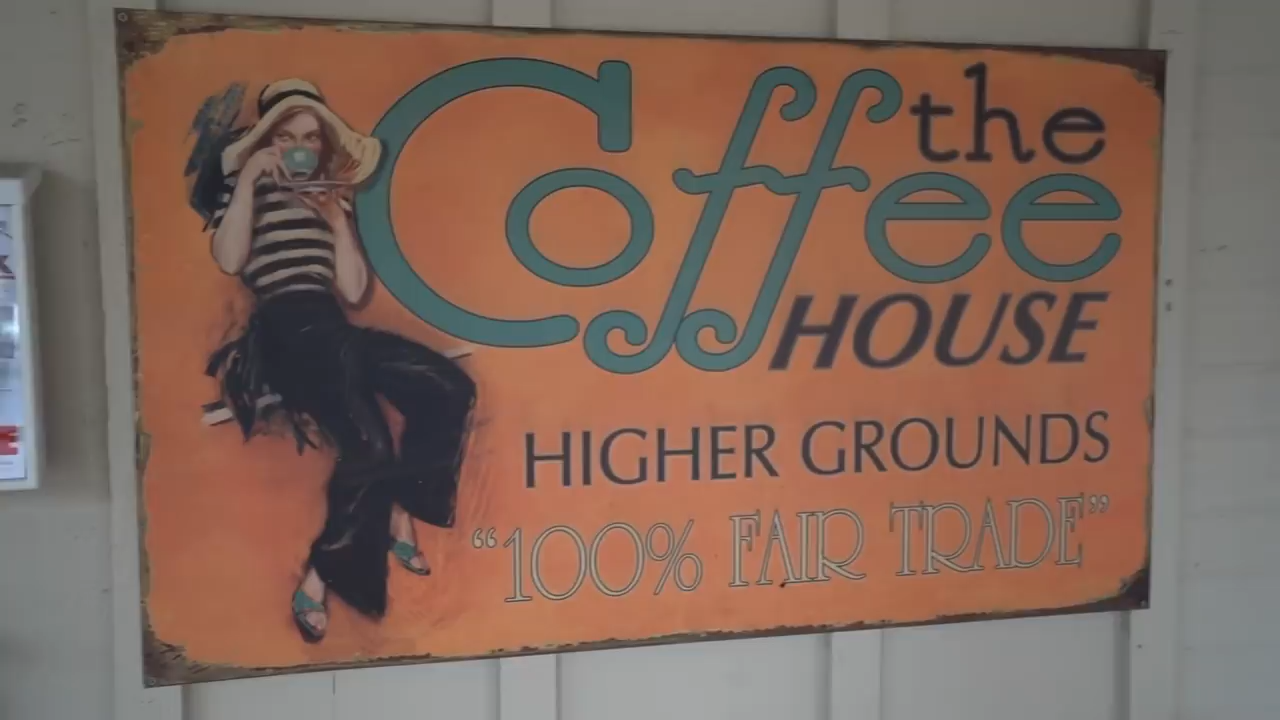 the
Coffee
HOUSE
HIGHER GROUNDS
“100% FAIR TRADE”